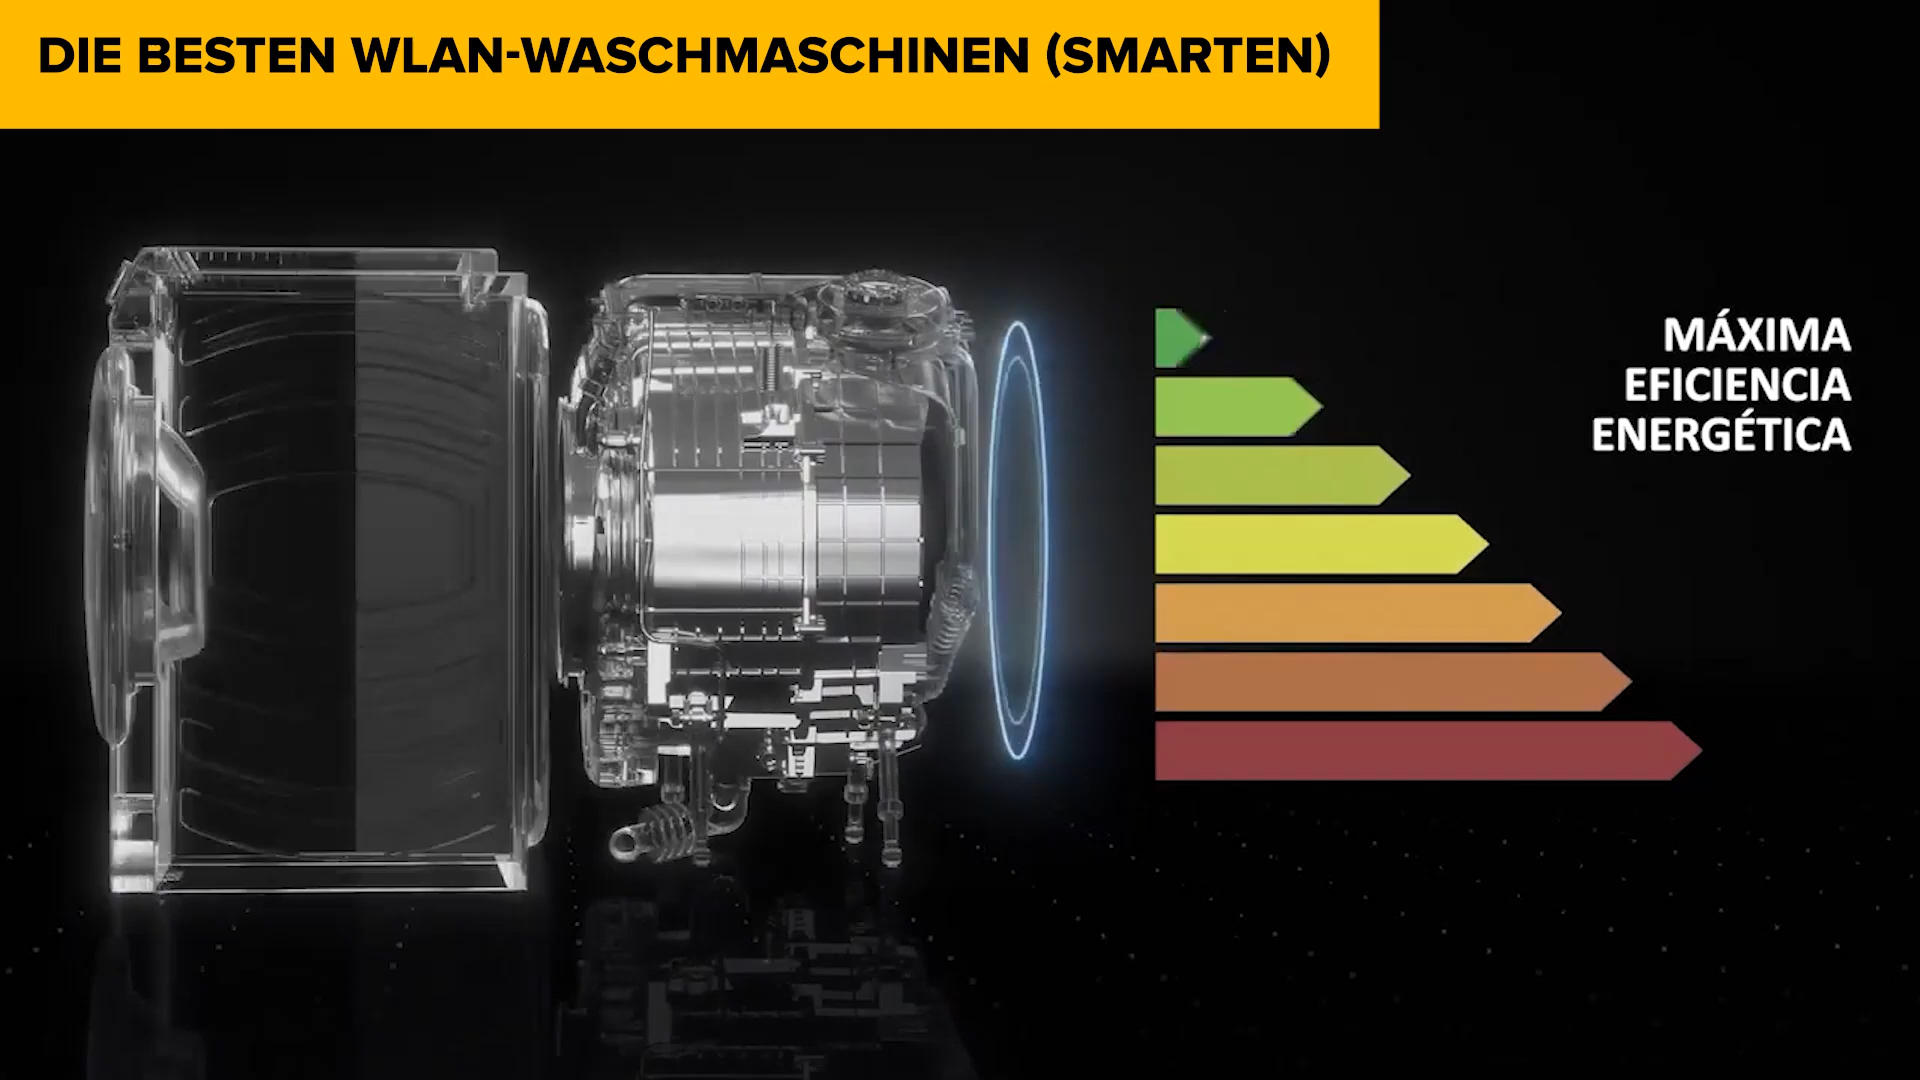 DIE BESTEN WLAN-WASCHMASCHINEN (SMARTEN)
MÁXIMA
EFICIENCIA
ENERGÉTICA